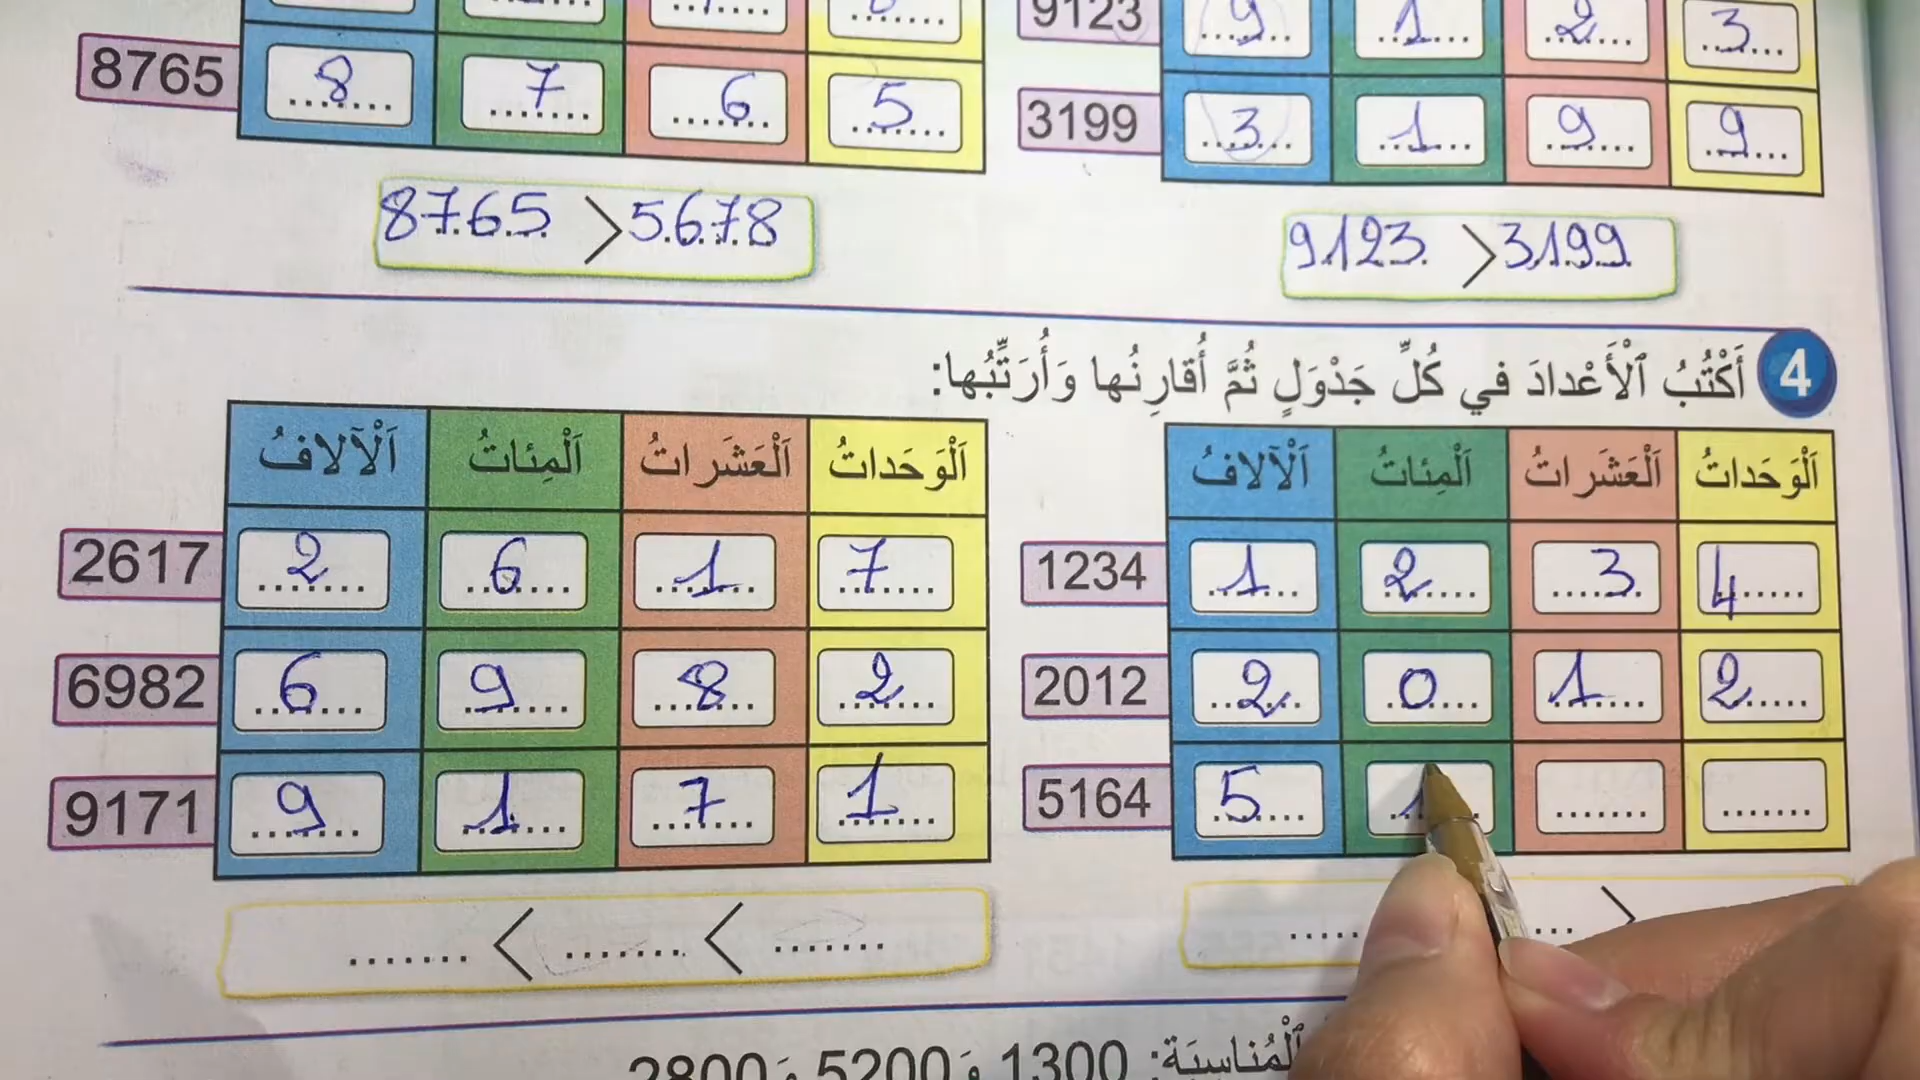 9123 9 1 2 3
8765 8 7 6 5
3199 3 1 9 9
8765 > 5678
9123 > 3199
4 أَكْتُبُ ٱلْأَعْدادَ في كُلِّ جَدْوَلٍ ثُمَّ أُقارِنُها وَأُرَتِّبُها:
اَلْآلافُ اَلْمِئاتُ اَلْعَشَراتُ اَلْوَحَداتُ
2617 2 6 1 7
6982 6 9 8 2
9171 9 1 7 1
....... < ....... < .......
اَلْآلافُ اَلْمِئاتُ اَلْعَشَراتُ اَلْوَحَداتُ
1234 1 2 3 4
2012 2 0 1 2
5164 5 1 ....... .......
..... ... >
ٱلْمُناسِبَة: 1300 وَ 5200 وَ 2800